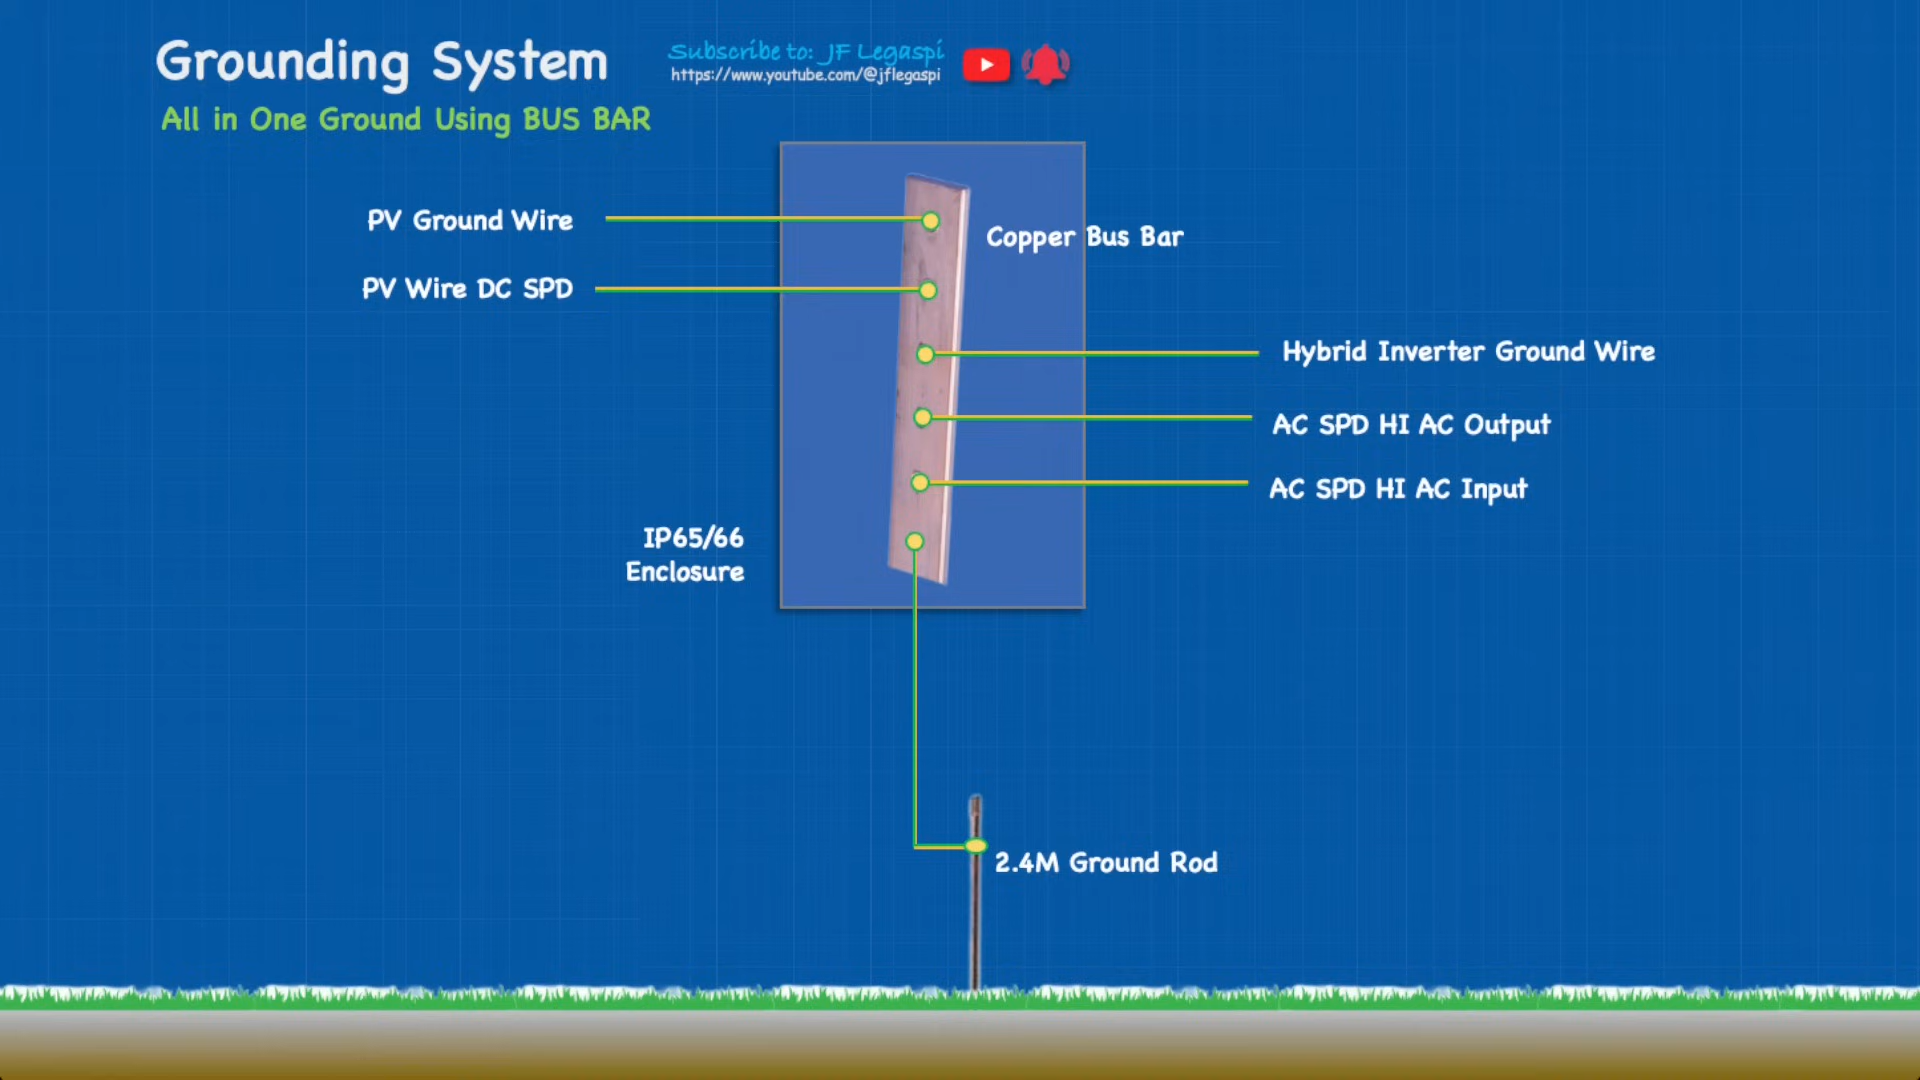 Grounding System
Subscribe to: JF Legaspi
https://www.youtube.com/@jflegaspi
All in One Ground Using BUS BAR
PV Ground Wire
Copper Bus Bar
PV Wire DC SPD
Hybrid Inverter Ground Wire
AC SPD HI AC Output
AC SPD HI AC Input
IP65/66
Enclosure
2.4M Ground Rod